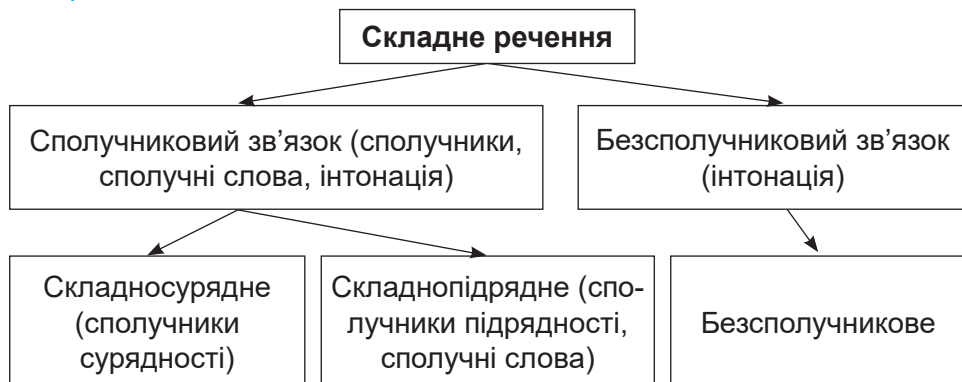 Складне речення
Сполучниковий зв’язок (сполучники,
сполучні слова, інтонація)
Безсполучниковий зв’язок
(інтонація)
Складносурядне
(сполучники
сурядності)
Складнопідрядне (спо-
лучники підрядності,
сполучні слова)
Безсполучникове